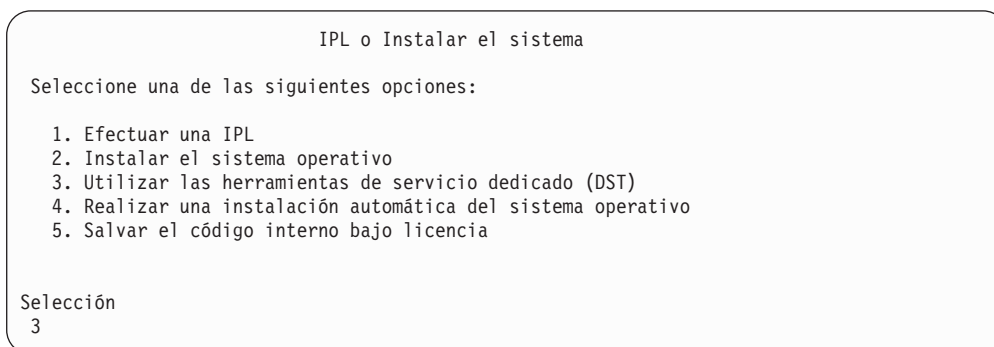 IPL o Instalar el sistema
Seleccione una de las siguientes opciones:
1. Efectuar una IPL
2. Instalar el sistema operativo
3. Utilizar las herramientas de servicio dedicado (DST)
4. Realizar una instalación automática del sistema operativo
5. Salvar el código interno bajo licencia
Selección
3